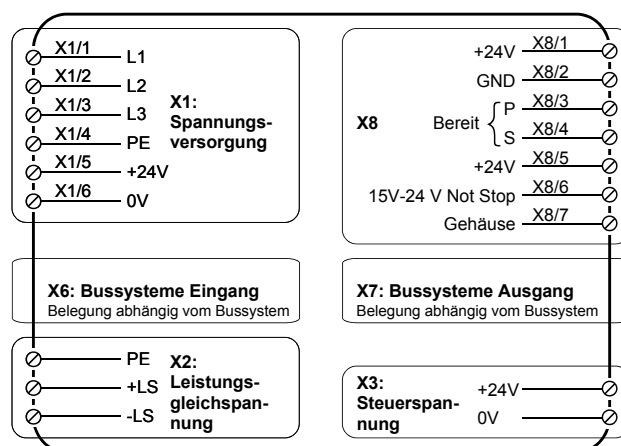 X1/1 L1
X1/2 L2
X1/3 L3
X1/4 PE
X1/5 +24V
X1/6 0V
X1:
Spannungs-
versorgung
X8
+24V X8/1
GND X8/2
Bereit
P X8/3
S X8/4
+24V X8/5
15V-24 V Not Stop X8/6
Gehäuse X8/7
X6: Bussysteme Eingang
Belegung abhängig vom Bussystem
X7: Bussysteme Ausgang
Belegung abhängig vom Bussystem
PE
+LS
-LS
X2:
Leistungs-
gleichspan-
nung
X3:
Steuerspan-
nung
+24V
0V